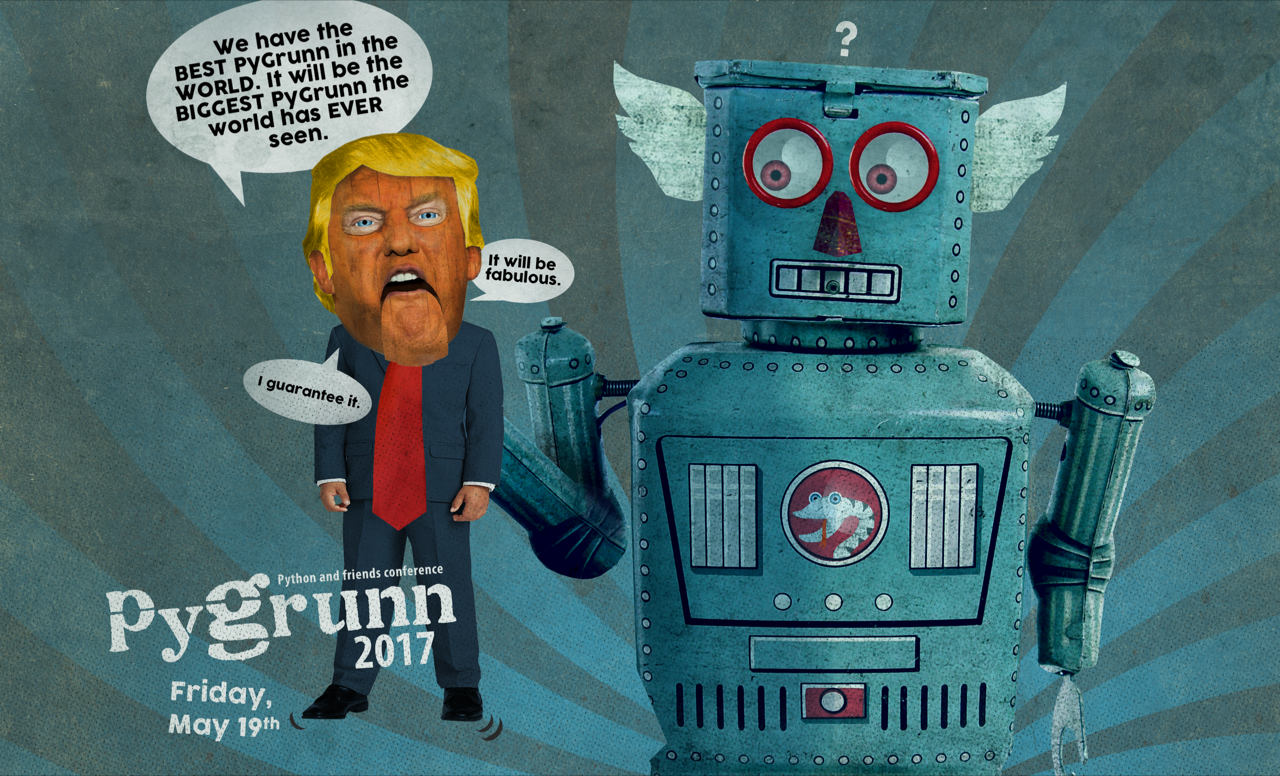 We have the
BEST PyGrunn in the
WORLD. It will be the
BIGGEST PyGrunn the
world has EVER
seen.
?
It will be
fabulous.
I guarantee it.
Python and friends conference
pygrunn
2017
Friday,
May 19th